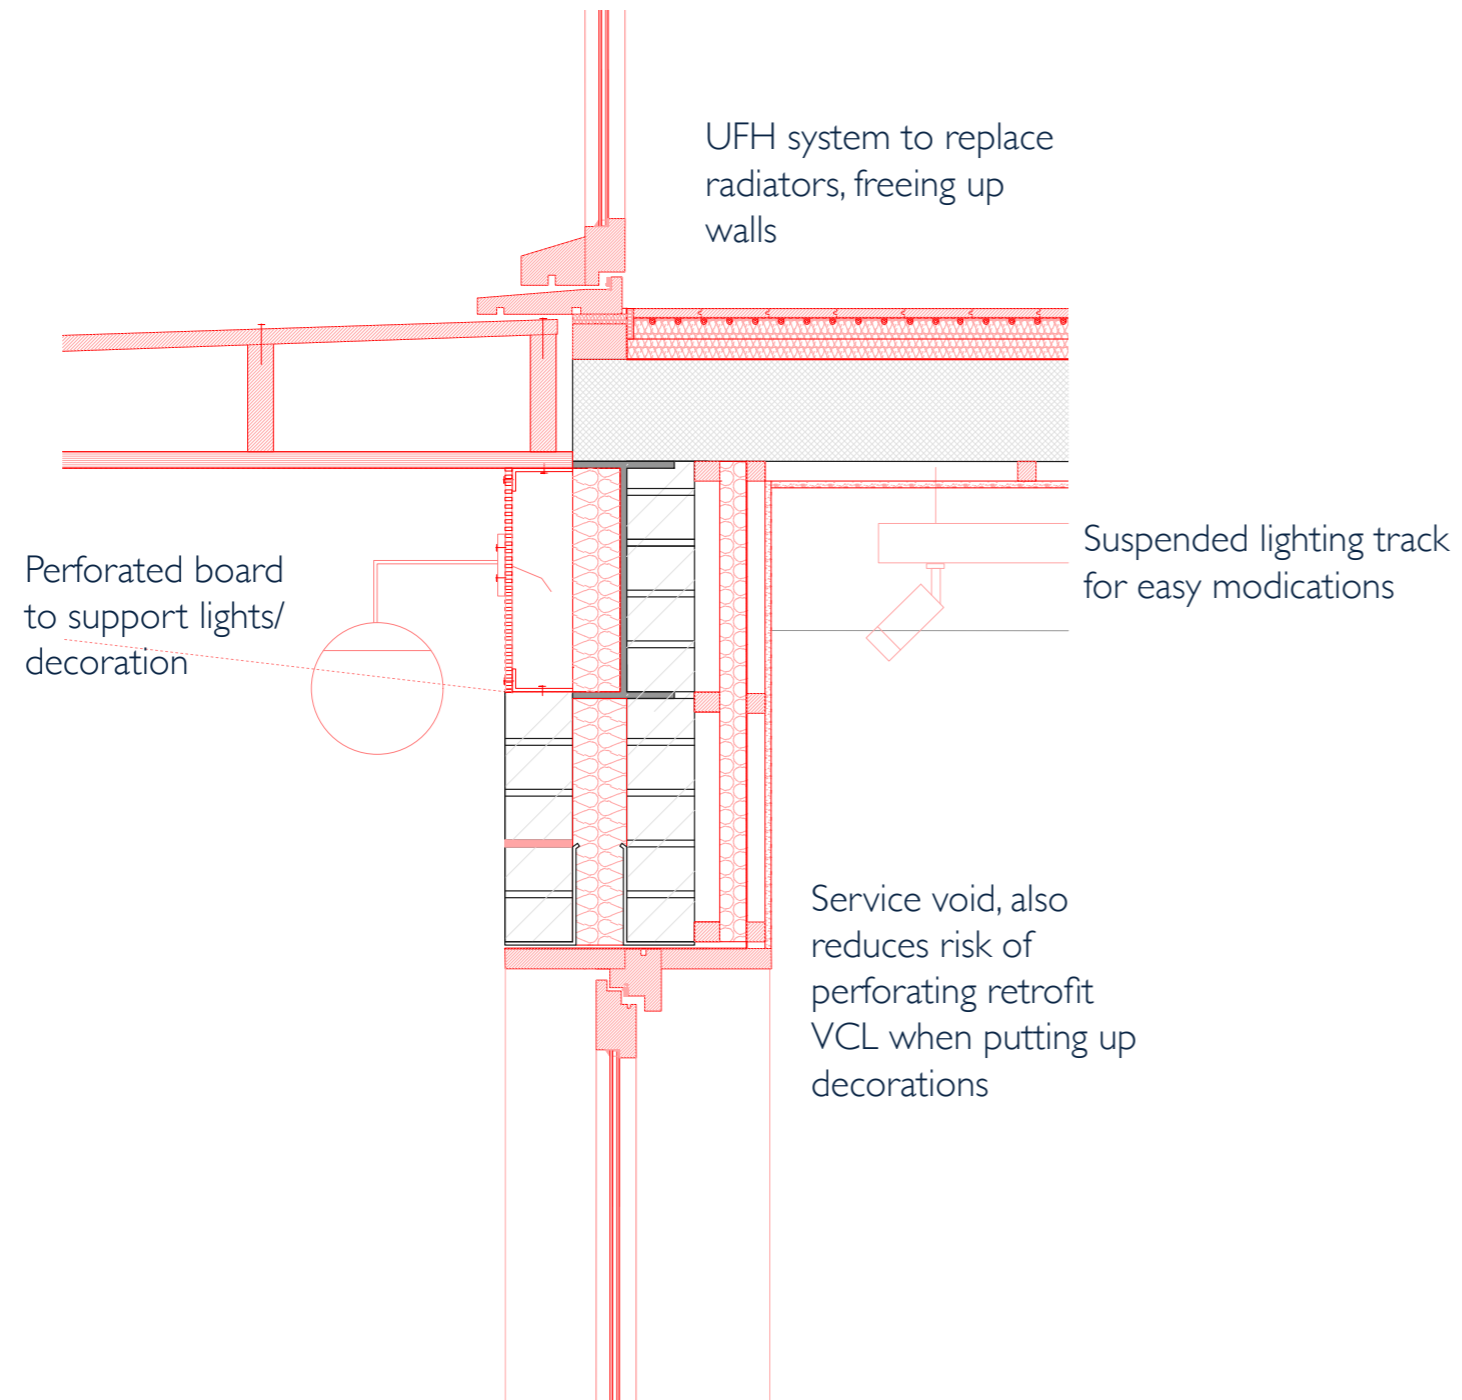 UFH system to replace
radiators, freeing up
walls
Perforated board
to support lights/
decoration
Suspended lighting track
for easy modications
Service void, also
reduces risk of
perforating retrofit
VCL when putting up
decorations